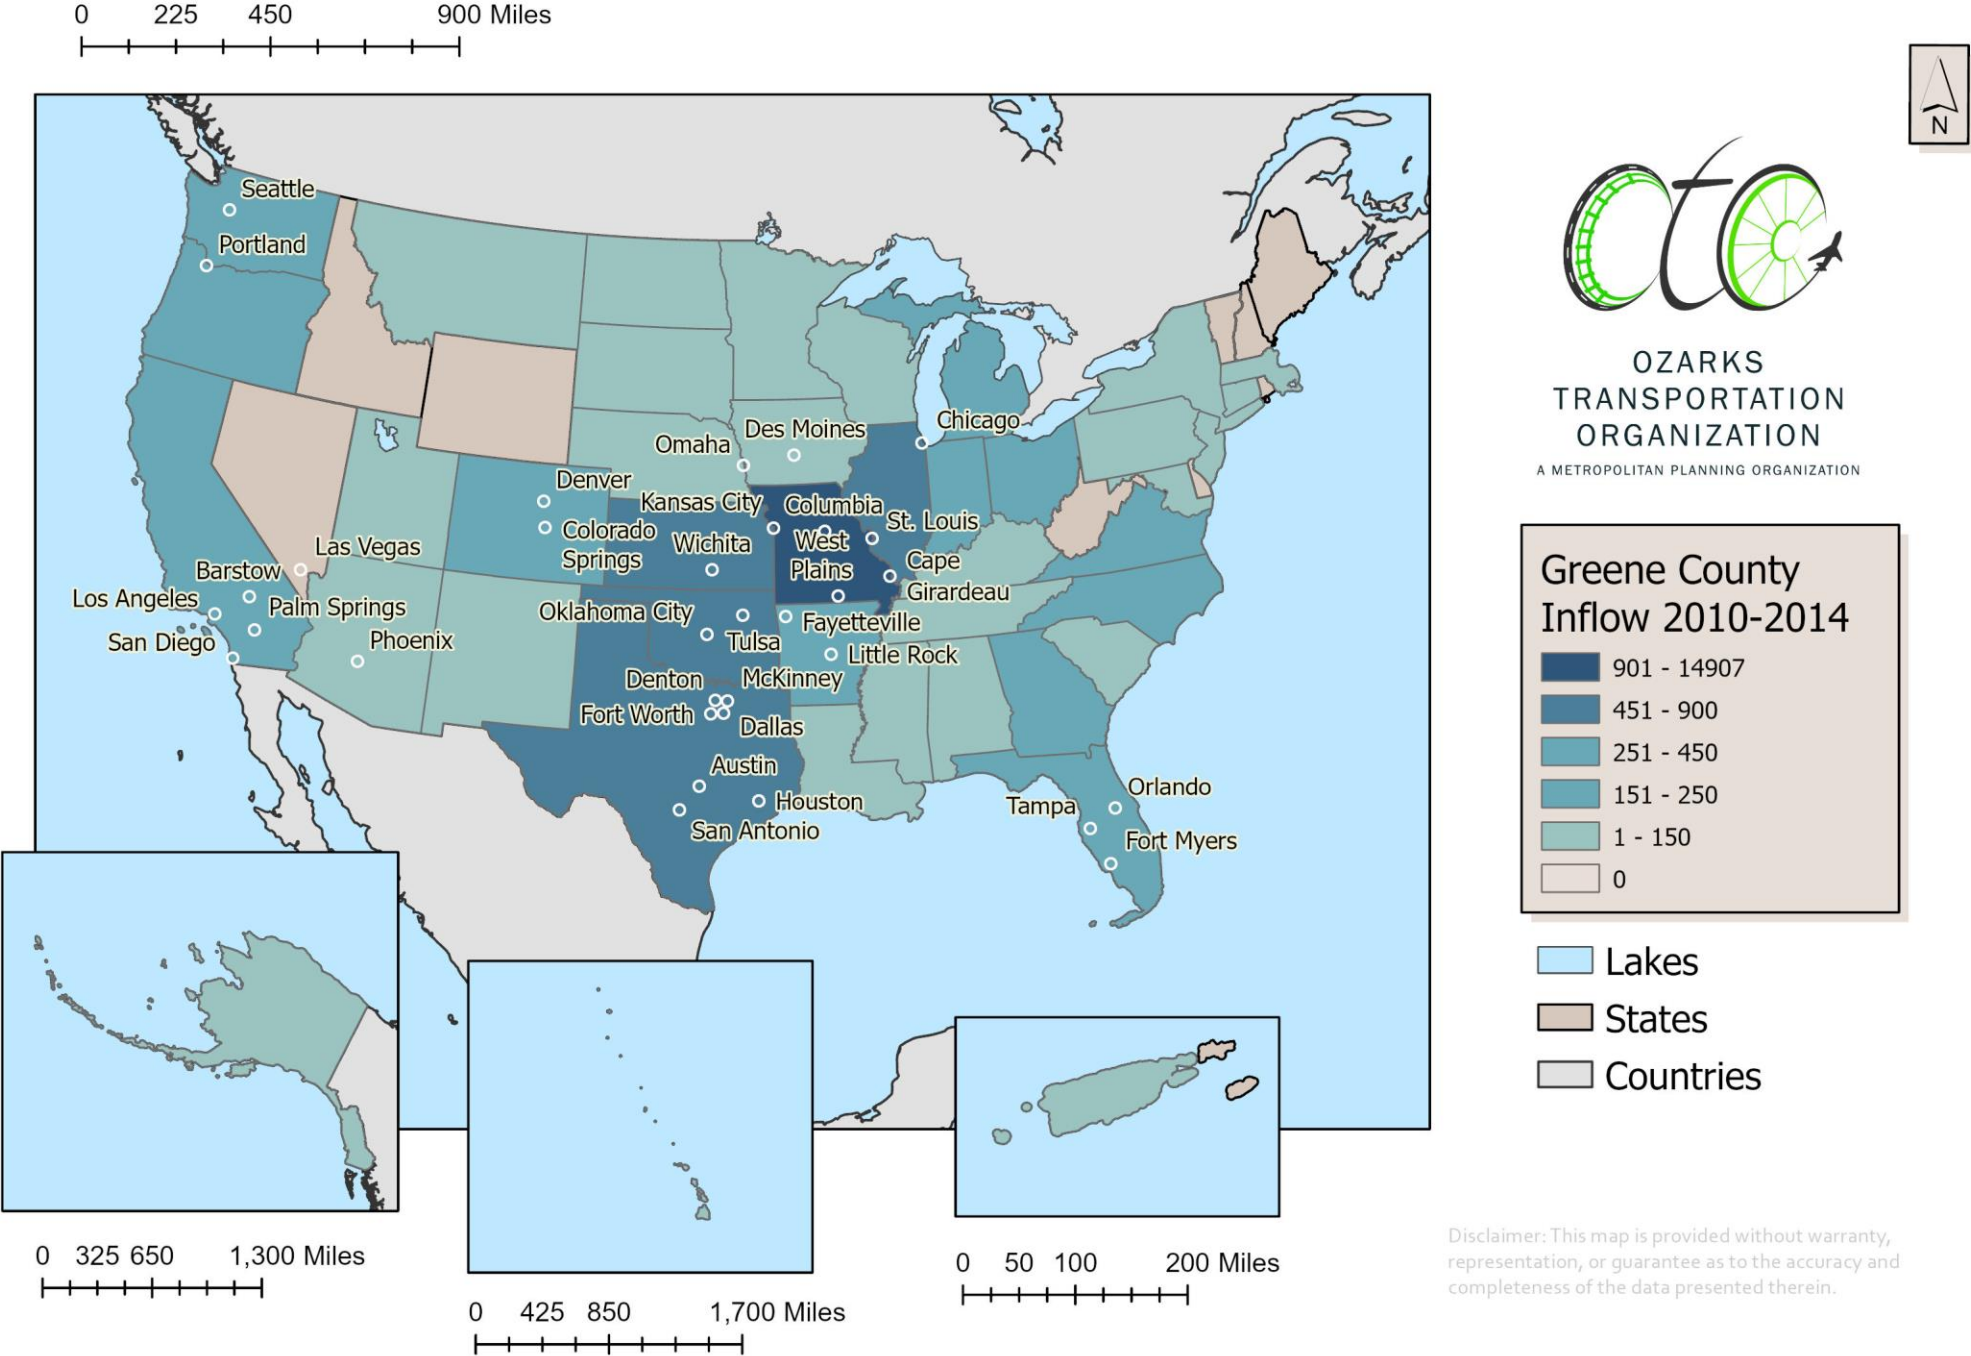 0 225 450 900 Miles
N
Seattle
Portland
Chicago
Des Moines
Omaha
Denver
Kansas City
Columbia
St. Louis
Colorado
Springs
Wichita
West
Plains
Las Vegas
Cape
Girardeau
Barstow
Los Angeles
Palm Springs
Oklahoma City
Fayetteville
San Diego
Phoenix
Tulsa
Little Rock
Denton
McKinney
Fort Worth
Dallas
Austin
Houston
San Antonio
Orlando
Tampa
Fort Myers
cto
OZARKS
TRANSPORTATION
ORGANIZATION
A METROPOLITAN PLANNING ORGANIZATION
Greene County
Inflow 2010-2014
901 - 14907
451 - 900
251 - 450
151 - 250
1 - 150
0
Lakes
States
Countries
0 325 650 1,300 Miles
0 425 850 1,700 Miles
0 50 100 200 Miles
Disclaimer: This map is provided without warranty,
representation, or guarantee as to the accuracy and
completeness of the data presented therein.